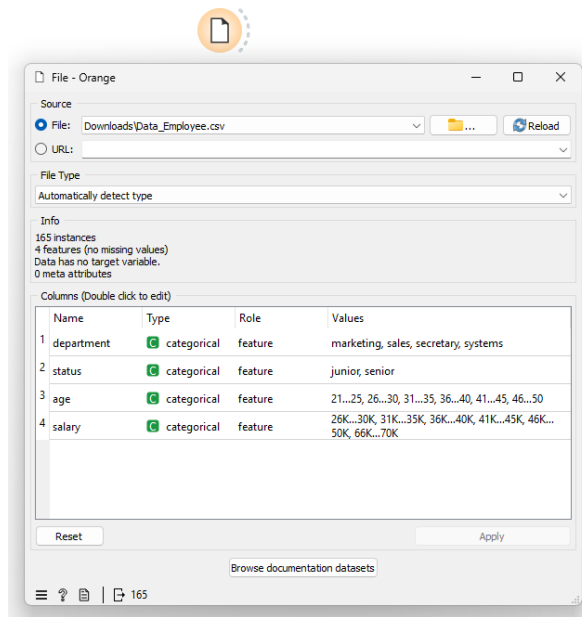 File - Orange
Source
File: Downloads\Data_Employee.csv ... Reload
URL:
File Type
Automatically detect type
Info
165 instances
4 features (no missing values)
Data has no target variable.
0 meta attributes
Columns (Double click to edit)
Name Type Role Values
1 department C categorical feature marketing, sales, secretary, systems
2 status C categorical feature junior, senior
3 age C categorical feature 21...25, 26...30, 31...35, 36...40, 41...45, 46...50
4 salary C categorical feature 26K...30K, 31K...35K, 36K...40K, 41K...45K, 46K...
50K, 66K...70K
Reset Apply
Browse documentation datasets
? 165